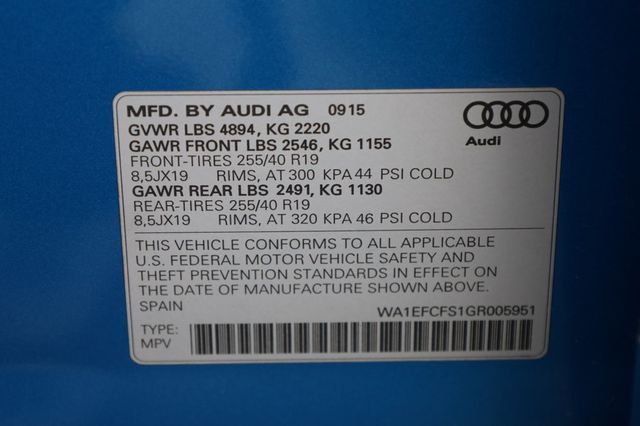 MFD. BY AUDI AG 0915
GVWR LBS 4894, KG 2220
GAWR FRONT LBS 2546, KG 1155
FRONT-TIRES 255/40 R19
8,5JX19 RIMS, AT 300 KPA 44 PSI COLD
GAWR REAR LBS 2491, KG 1130
REAR-TIRES 255/40 R19
8,5JX19 RIMS, AT 320 KPA 46 PSI COLD
Audi
THIS VEHICLE CONFORMS TO ALL APPLICABLE
U.S. FEDERAL MOTOR VEHICLE SAFETY AND
THEFT PREVENTION STANDARDS IN EFFECT ON
THE DATE OF MANUFACTURE SHOWN ABOVE.
SPAIN WA1EFCFS1GR005951
TYPE:
MPV